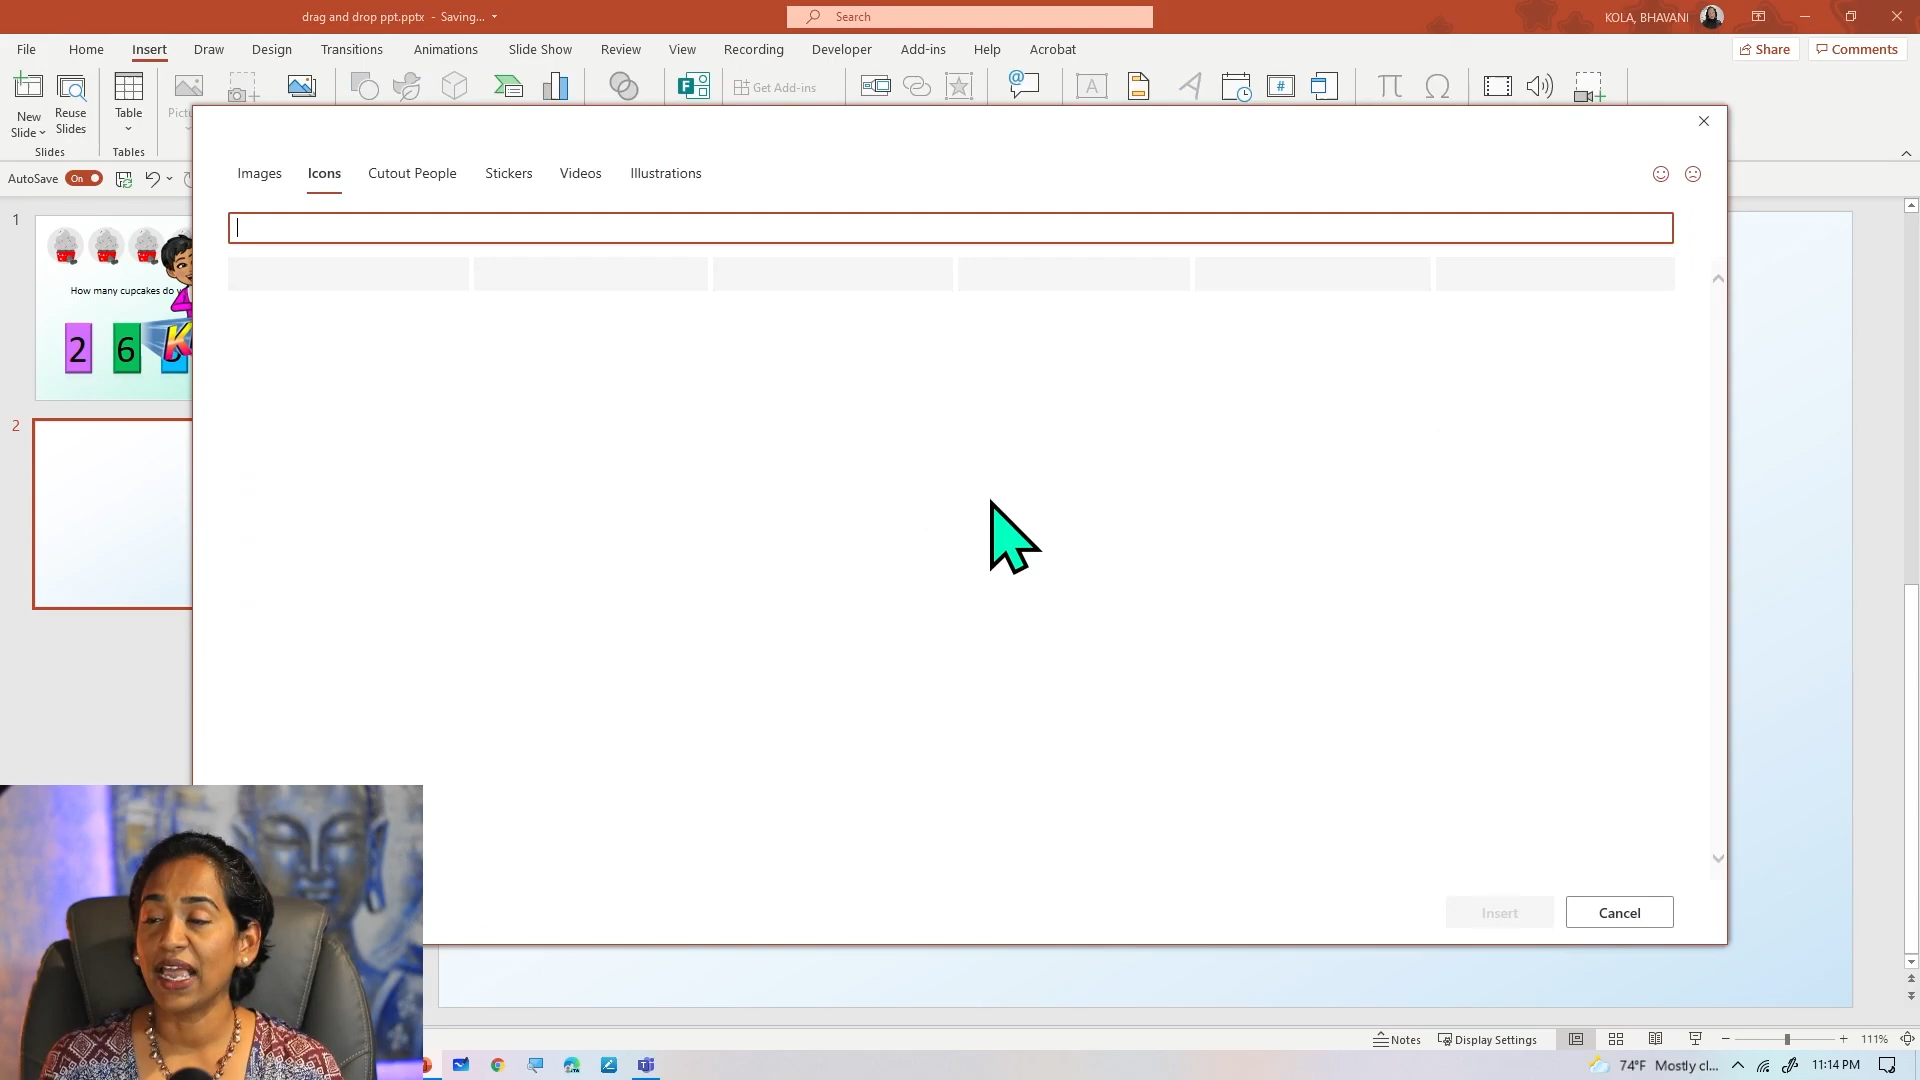 drag and drop ppt.pptx - Saving...
Search
KOLA, BHAVANI
File Home Insert Draw Design Transitions Animations Slide Show Review View Recording Developer Add-ins Help Acrobat
Share Comments
New Slide
Reuse Slides
Table
Get Add-ins
Slides
Tables
AutoSave On
Images Icons Cutout People Stickers Videos Illustrations
1
How many cupcakes do
2 6
2
Insert Cancel
Notes Display Settings 111%
74°F Mostly cl... 11:14 PM